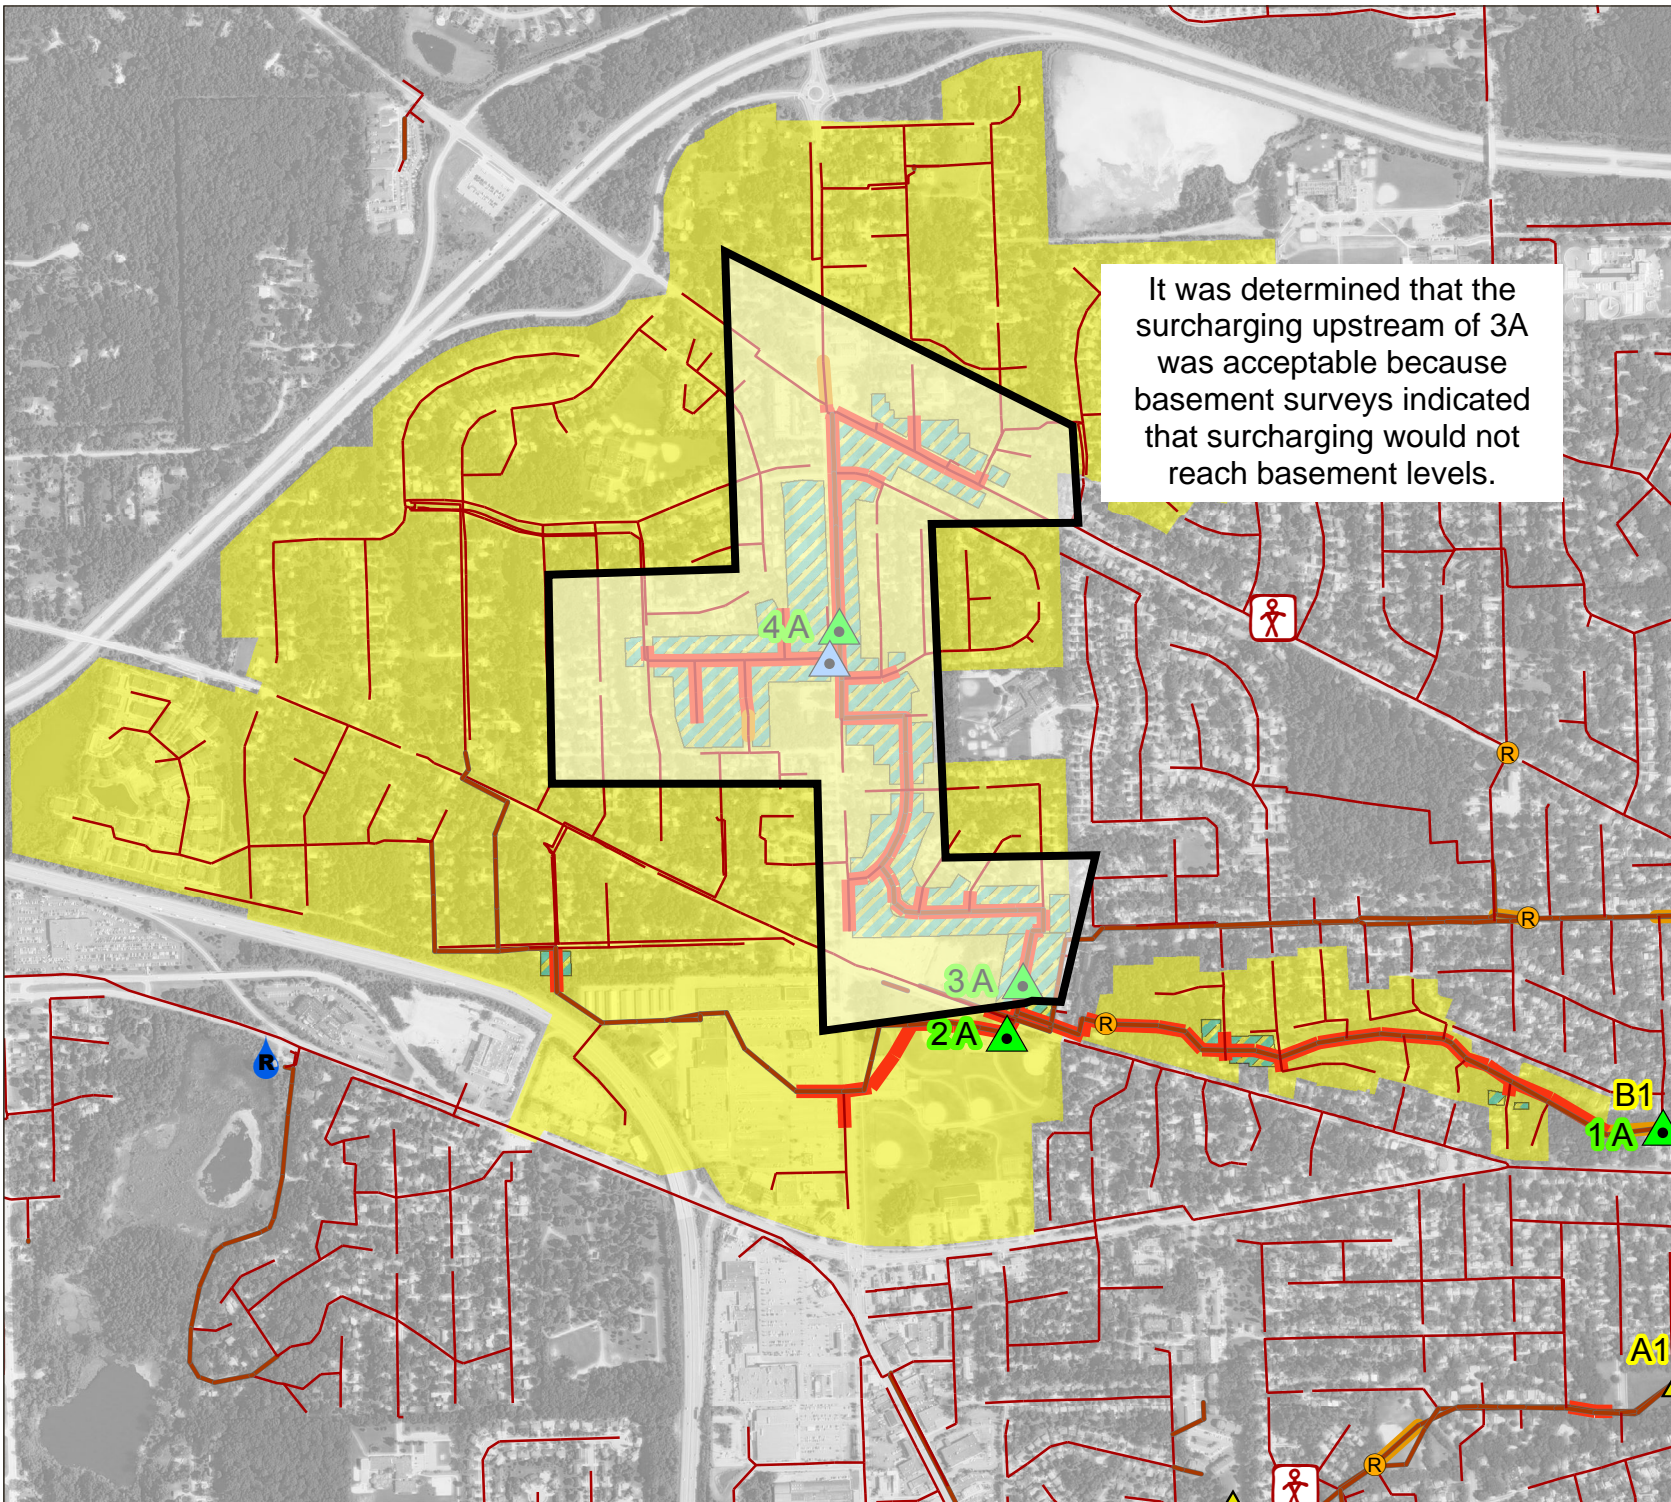 It was determined that the
surcharging upstream of 3A
was acceptable because
basement surveys indicated
that surcharging would not
reach basement levels.
4 A
R
R
3 A
2 A
R
R
B1
1 A
A1
R